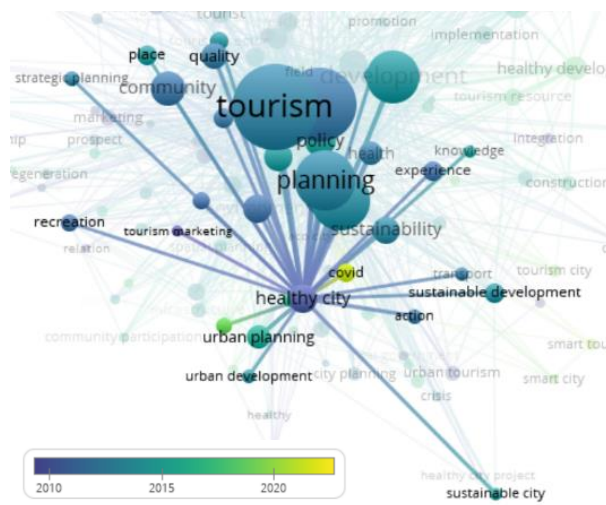 tourist
promotion
implementation
place
quality
strategic planning
community
field
development
healthy develo
tourism resource
tourism
marketing
prospect
policy
health
knowledge
integration
experience
egeneration
planning
construction
recreation
tourism marketing
sustainability
relation
covid
transport
tourism city
healthy city
sustainable development
action
community participation
urban planning
smart tou
urban development
city planning
urban tourism
smart city
crisis
healthy
healthy city project
sustainable city
2010
2015
2020